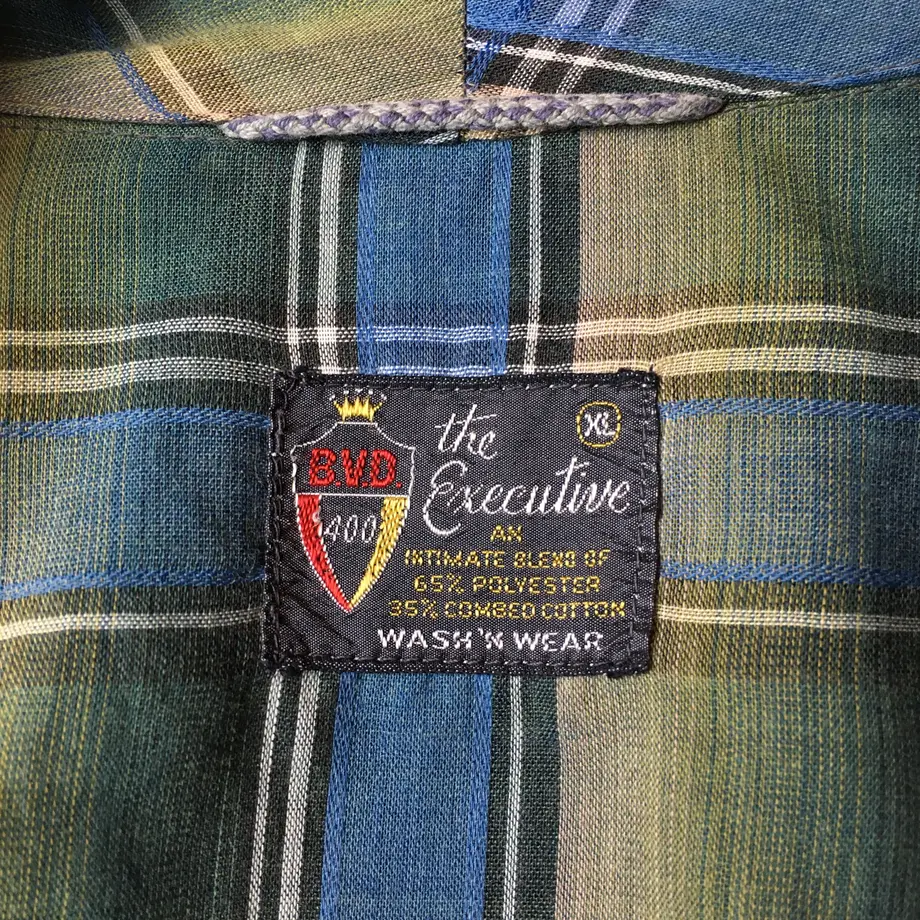 B.V.D.
400
the
XL
Executive
AN
INTIMATE BLEND OF
65% POLYESTER
35% COMBED COTTON
WASH'N WEAR